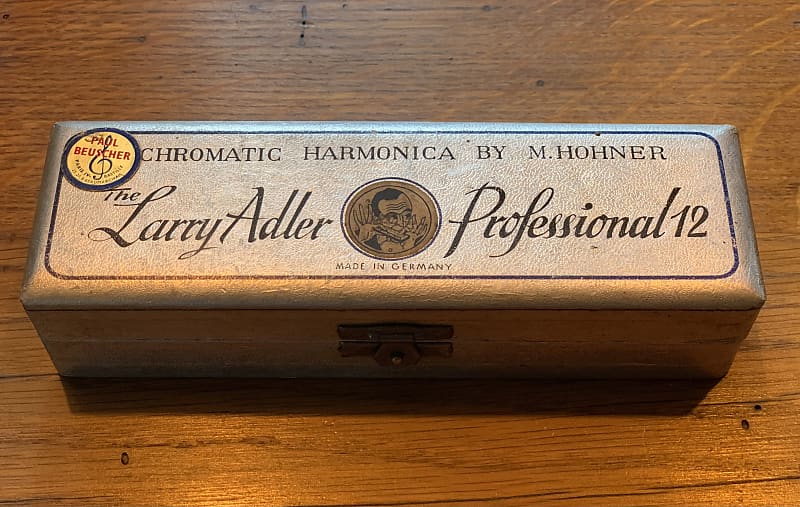 PAUL
BEUSCHER
CHROMATIC HARMONICA BY M. HOHNER
The
Larry Adler Professional 12
MADE IN GERMANY